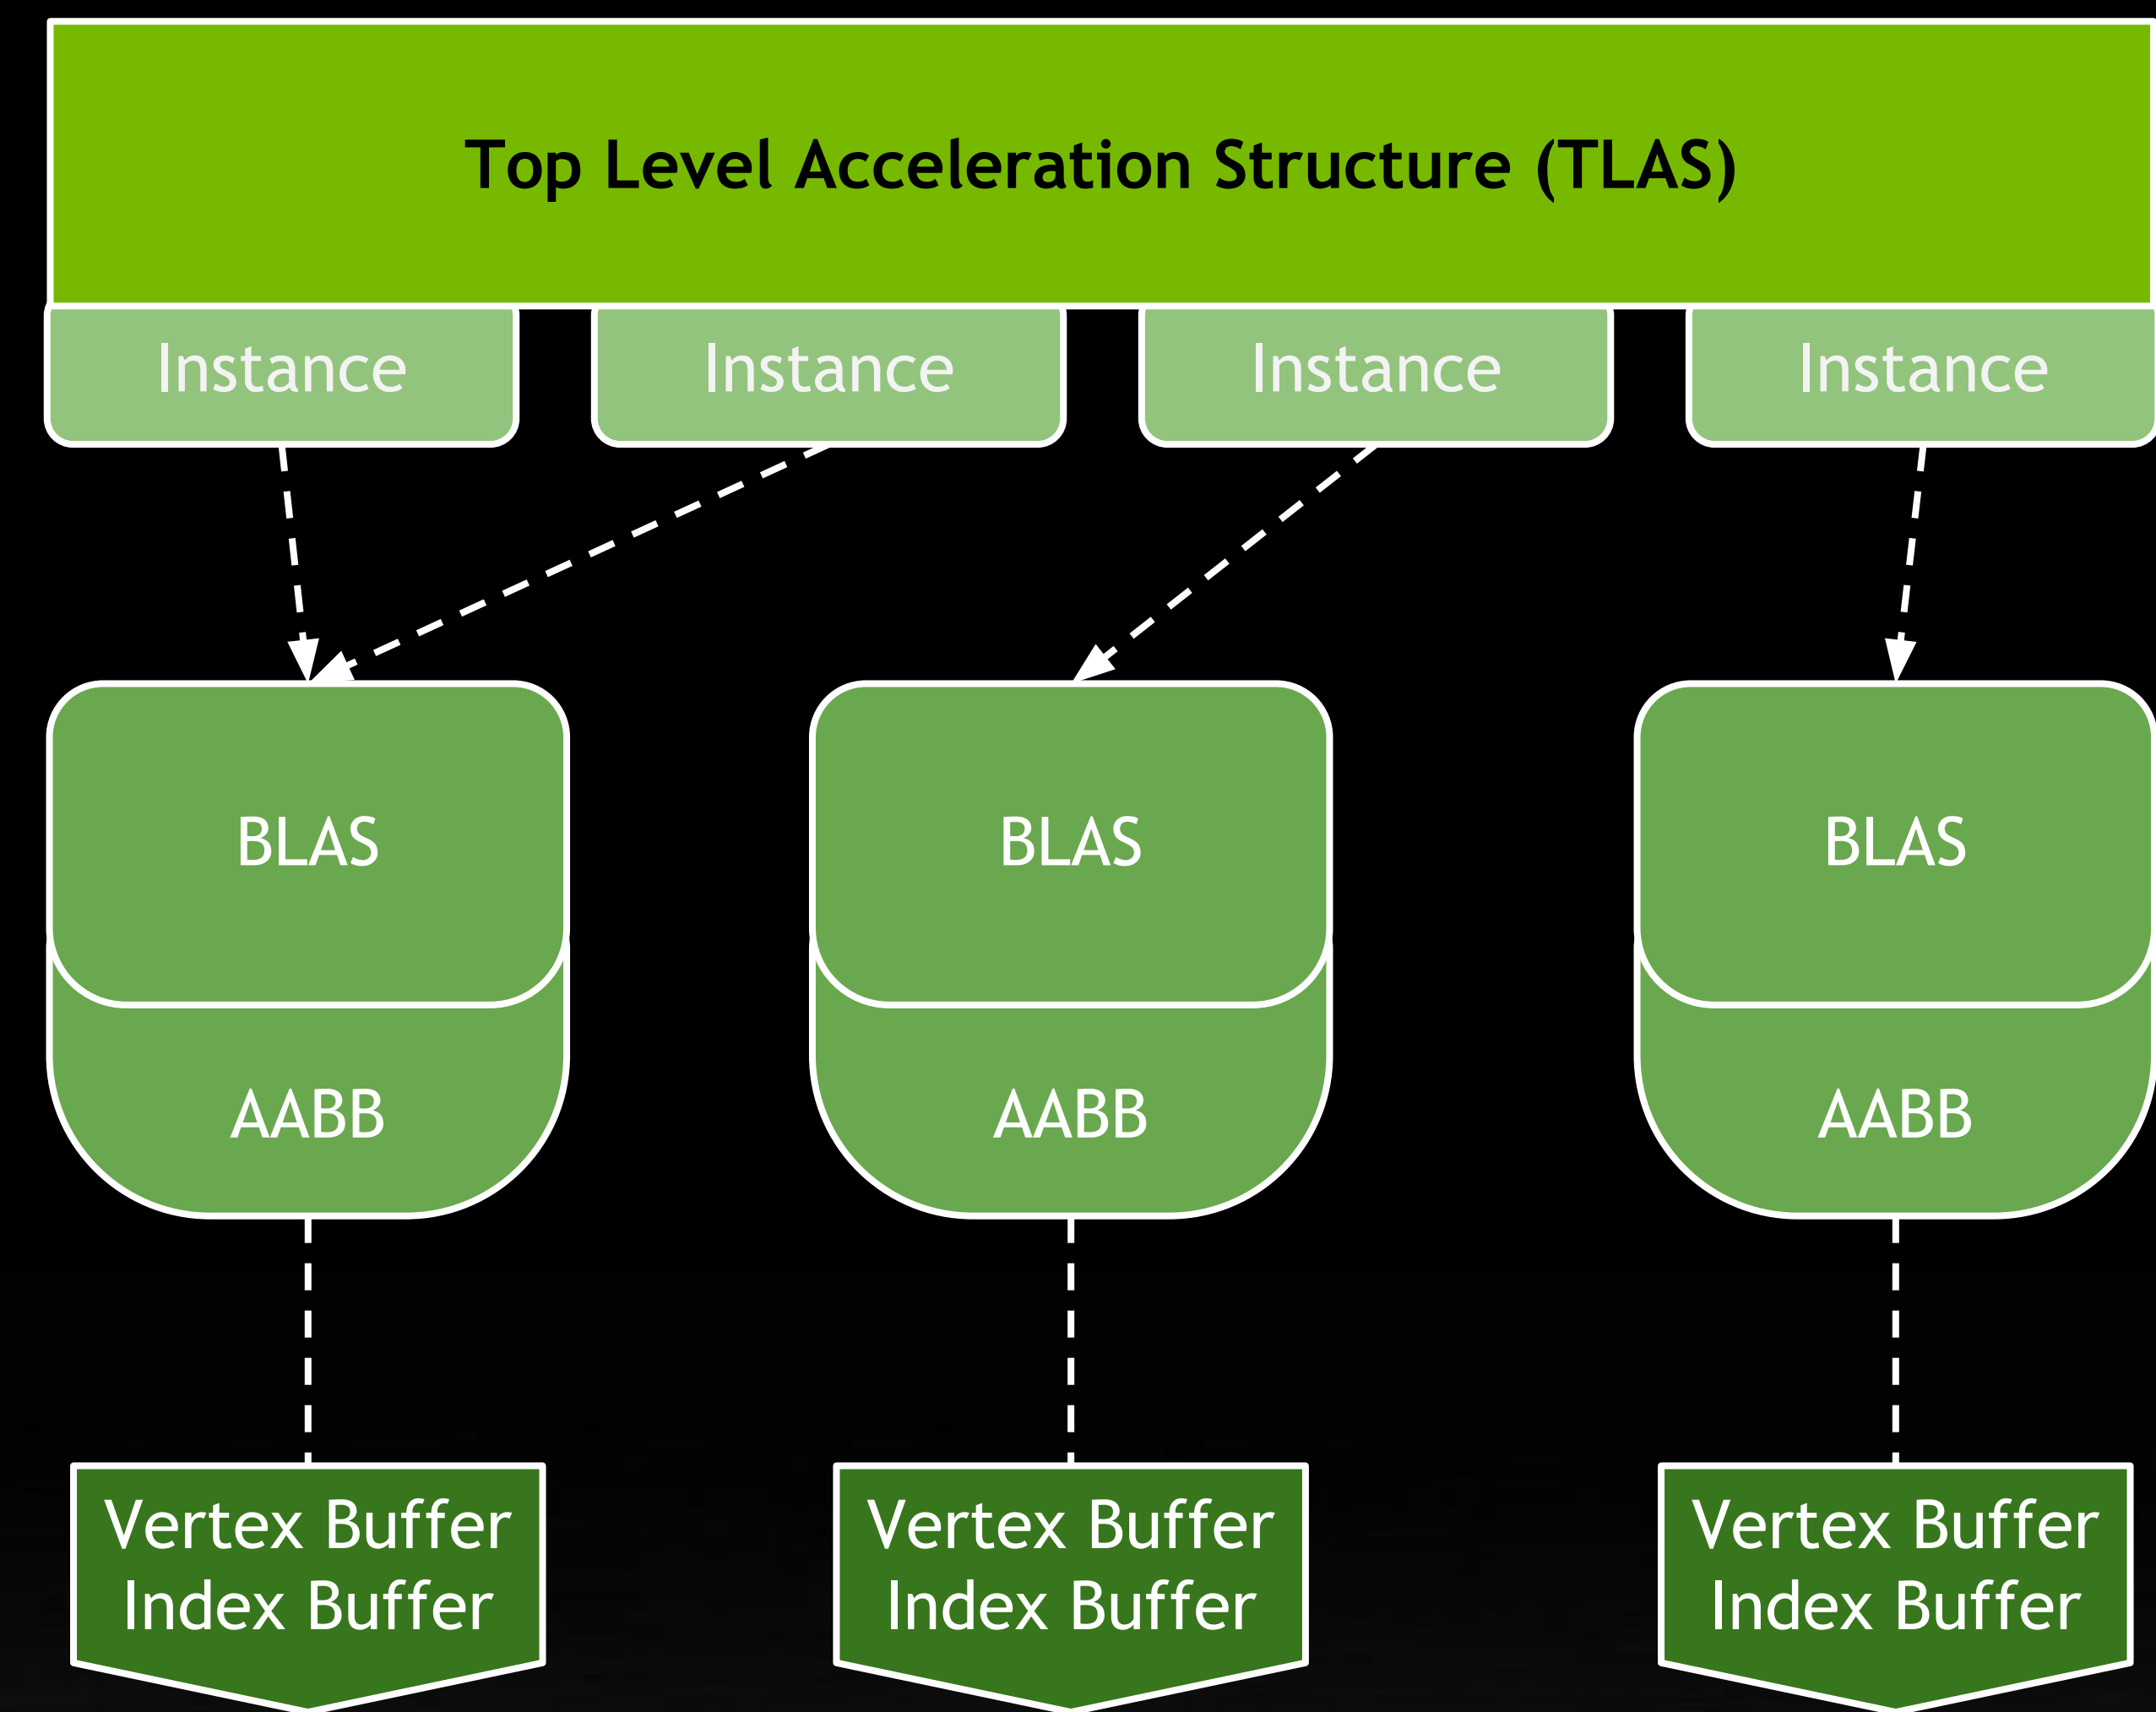 Top Level Acceleration Structure (TLAS)
Instance
Instance
Instance
Instance
BLAS
BLAS
BLAS
AABB
AABB
AABB
Vertex Buffer
Index Buffer
Vertex Buffer
Index Buffer
Vertex Buffer
Index Buffer